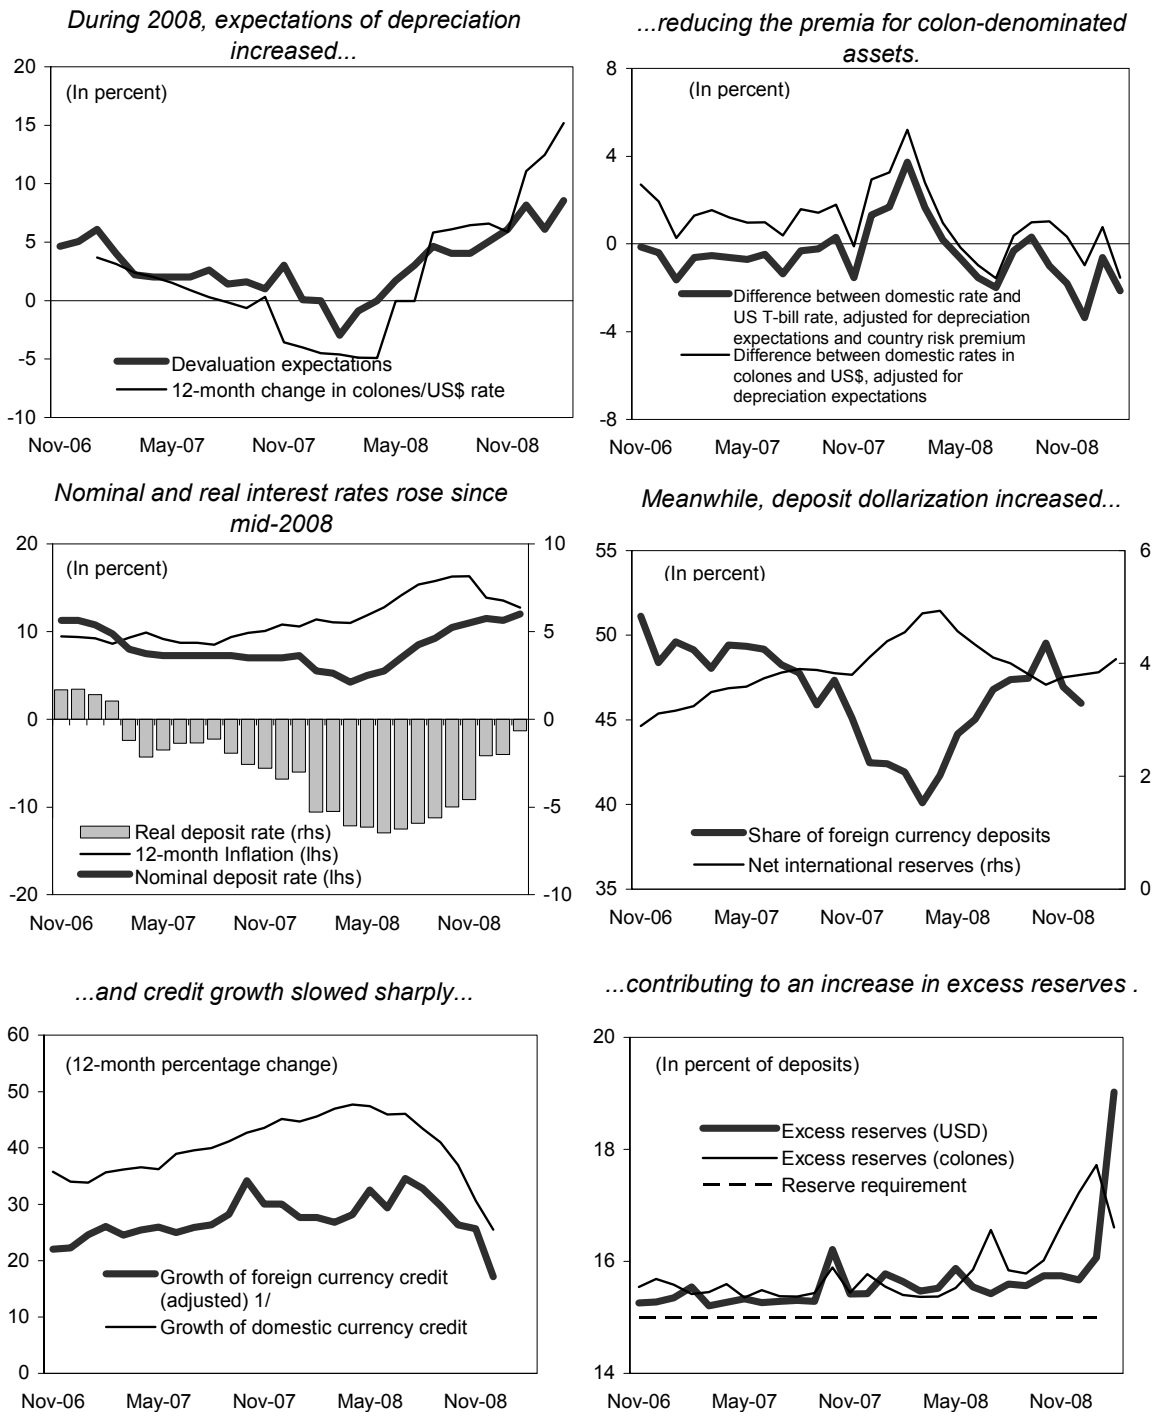 During 2008, expectations of depreciation
increased...
(In percent)
20
15
10
5
0
-5
-10
Devaluation expectations
12-month change in colones/US$ rate
Nov-06
May-07
Nov-07
May-08
Nov-08
...reducing the premia for colon-denominated
assets.
(In percent)
8
4
0
-4
-8
Difference between domestic rate and
US T-bill rate, adjusted for depreciation
expectations and country risk premium
Difference between domestic rates in
colones and US$, adjusted for
depreciation expectations
Nov-06
May-07
Nov-07
May-08
Nov-08
Nominal and real interest rates rose since
mid-2008
(In percent)
20
10
0
-10
-20
10
5
0
-5
-10
Real deposit rate (rhs)
12-month Inflation (lhs)
Nominal deposit rate (lhs)
Nov-06
May-07
Nov-07
May-08
Nov-08
Meanwhile, deposit dollarization increased...
(In percent)
55
50
45
40
35
6
4
2
0
Share of foreign currency deposits
Net international reserves (rhs)
Nov-06
May-07
Nov-07
May-08
Nov-08
...and credit growth slowed sharply...
(12-month percentage change)
60
50
40
30
20
10
0
Growth of foreign currency credit
(adjusted) 1/
Growth of domestic currency credit
Nov-06
May-07
Nov-07
May-08
Nov-08
...contributing to an increase in excess reserves .
(In percent of deposits)
20
18
16
14
Excess reserves (USD)
Excess reserves (colones)
Reserve requirement
Nov-06
May-07
Nov-07
May-08
Nov-08